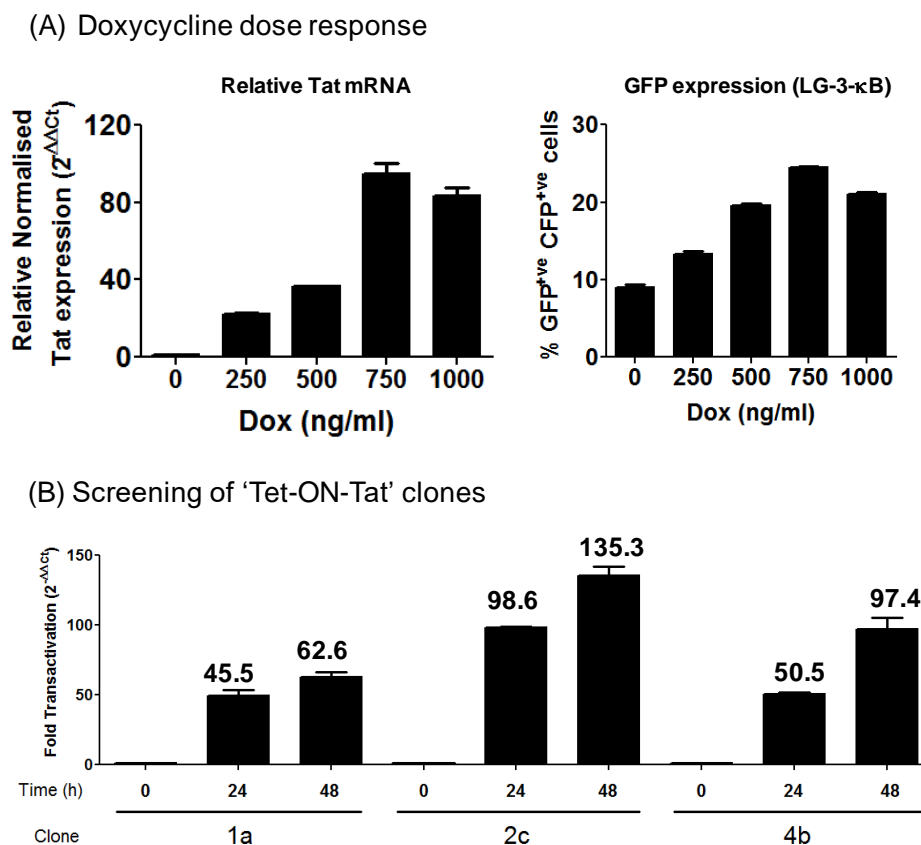 (A) Doxycycline dose response
Relative Tat mRNA
Relative Normalised
Tat expression (2^-ΔΔCt)
120
80
40
0
0 250 500 750 1000
Dox (ng/ml)
GFP expression (LG-3-κB)
% GFP^+ve CFP^+ve cells
30
20
10
0
0 250 500 750 1000
Dox (ng/ml)
(B) Screening of ‘Tet-ON-Tat’ clones
Fold Transactivation (2^-ΔΔCt)
150
100
50
0
45.5 62.6 98.6 135.3 50.5 97.4
Time (h) 0 24 48 0 24 48 0 24 48
Clone 1a 2c 4b